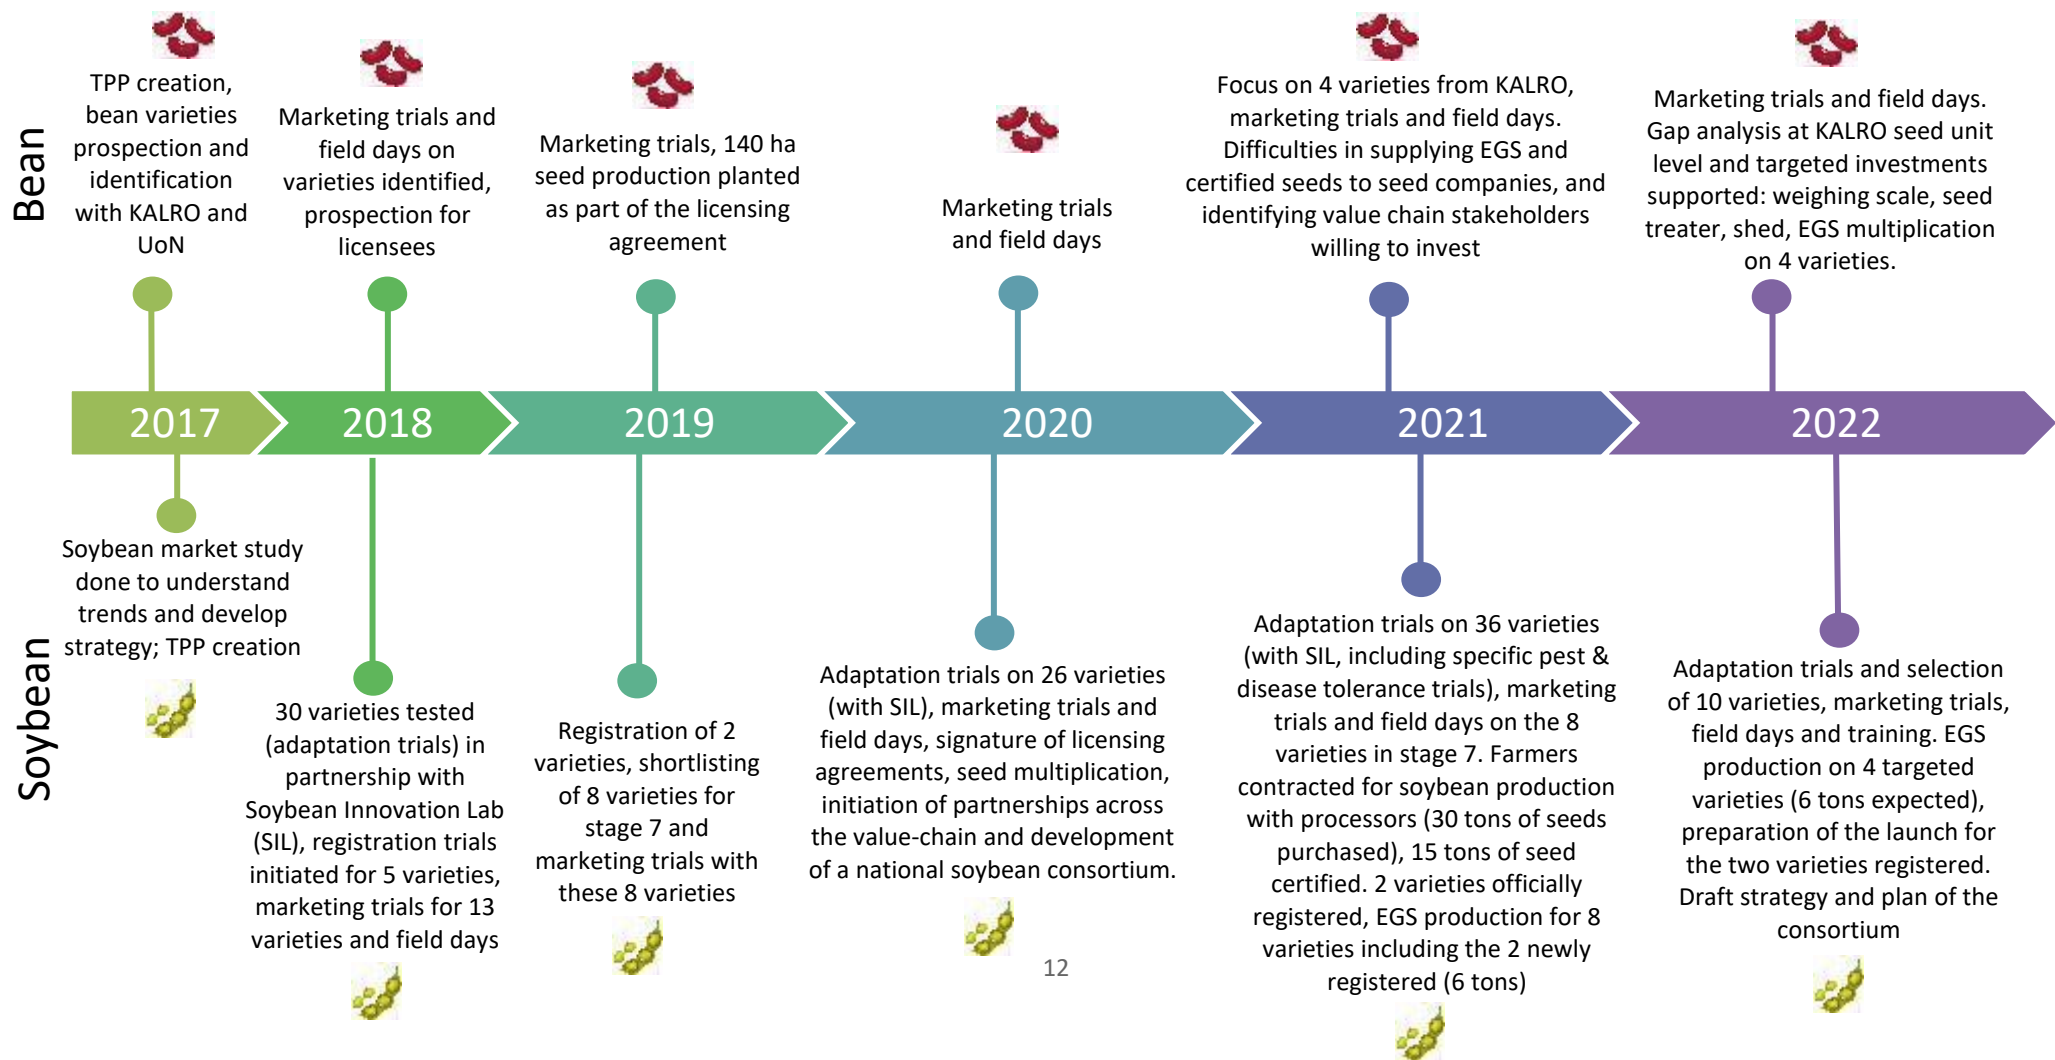 Bean
TPP creation,
bean varieties
prospection and
identification
with KALRO and
UoN
Marketing trials and
field days on
varieties identified,
prospection for
licensees
Marketing trials, 140 ha
seed production planted
as part of the licensing
agreement
Marketing trials
and field days
Focus on 4 varieties from KALRO,
marketing trials and field days.
Difficulties in supplying EGS and
certified seeds to seed companies, and
identifying value chain stakeholders
willing to invest
Marketing trials and field days.
Gap analysis at KALRO seed unit
level and targeted investments
supported: weighing scale, seed
treater, shed, EGS multiplication
on 4 varieties.
2017
2018
2019
2020
2021
2022
Soybean
Soybean market study
done to understand
trends and develop
strategy; TPP creation
30 varieties tested
(adaptation trials) in
partnership with
Soybean Innovation Lab
(SIL), registration trials
initiated for 5 varieties,
marketing trials for 13
varieties and field days
Registration of 2
varieties, shortlisting
of 8 varieties for
stage 7 and
marketing trials with
these 8 varieties
Adaptation trials on 26 varieties
(with SIL), marketing trials and
field days, signature of licensing
agreements, seed multiplication,
initiation of partnerships across
the value-chain and development
of a national soybean consortium.
Adaptation trials on 36 varieties
(with SIL, including specific pest &
disease tolerance trials), marketing
trials and field days on the 8
varieties in stage 7. Farmers
contracted for soybean production
with processors (30 tons of seeds
purchased), 15 tons of seed
certified. 2 varieties officially
registered, EGS production for 8
varieties including the 2 newly
registered (6 tons)
Adaptation trials and selection
of 10 varieties, marketing trials,
field days and training. EGS
production on 4 targeted
varieties (6 tons expected),
preparation of the launch for
the two varieties registered.
Draft strategy and plan of the
consortium
12